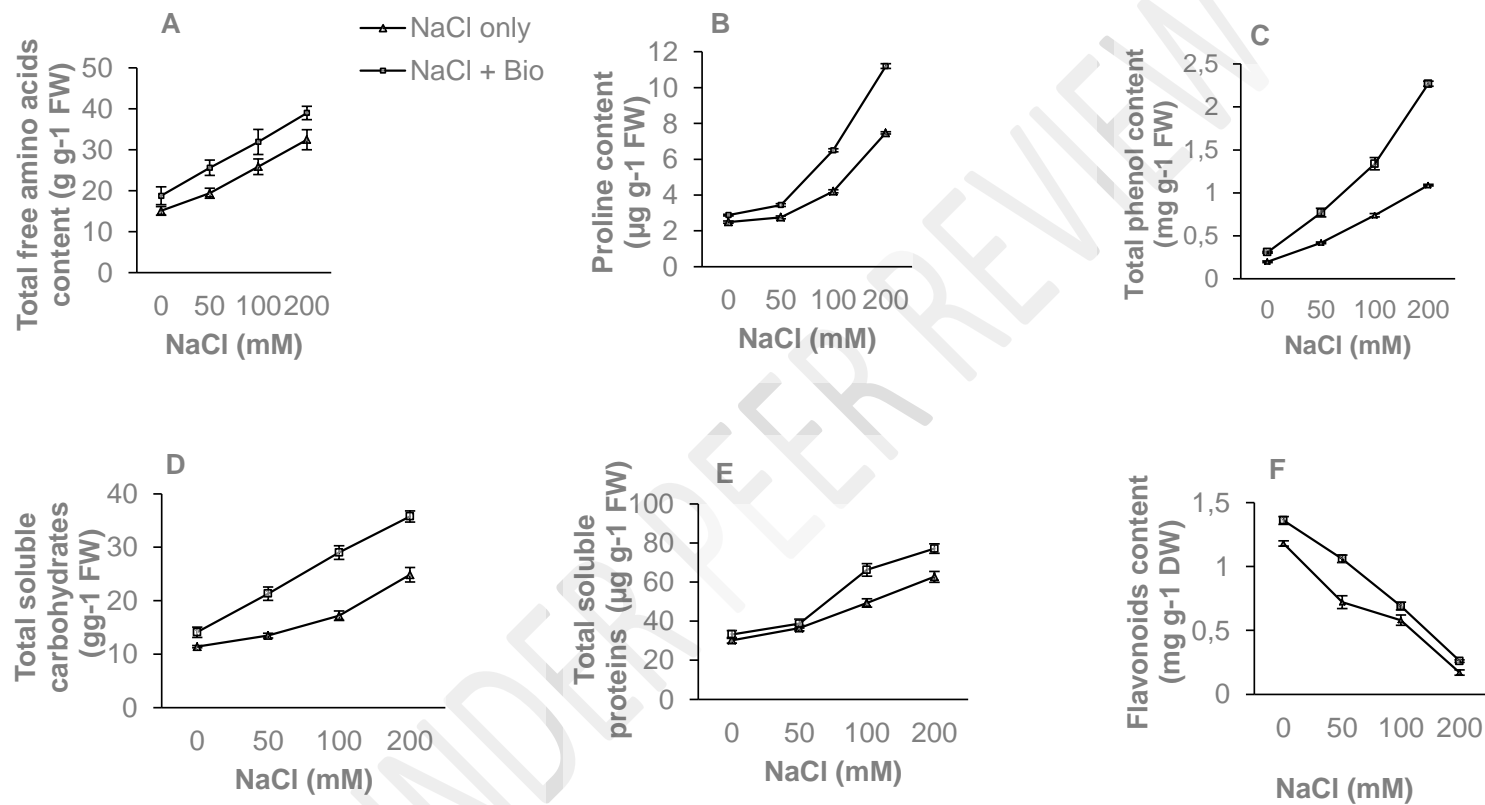 A
NaCl only
NaCl + Bio
Total free amino acids
content (g g-1 FW)
50
40
30
20
10
0
0 50 100 200
NaCl (mM)
B
Proline content
(µg g-1 FW)
12
10
8
6
4
2
0
0 50 100 200
NaCl (mM)
C
Total phenol content
(mg g-1 FW)
2,5
2
1,5
1
0,5
0
0 50 100 200
NaCl (mM)
D
Total soluble
carbohydrates
(gg-1 FW)
40
30
20
10
0
0 50 100 200
NaCl (mM)
E
Total soluble
proteins (µg g-1 FW)
100
80
60
40
20
0
0 50 100 200
NaCl (mM)
F
Flavonoids content
(mg g-1 DW)
1,5
1
0,5
0
0 50 100 200
NaCl (mM)
UNDER PEER REVIEW